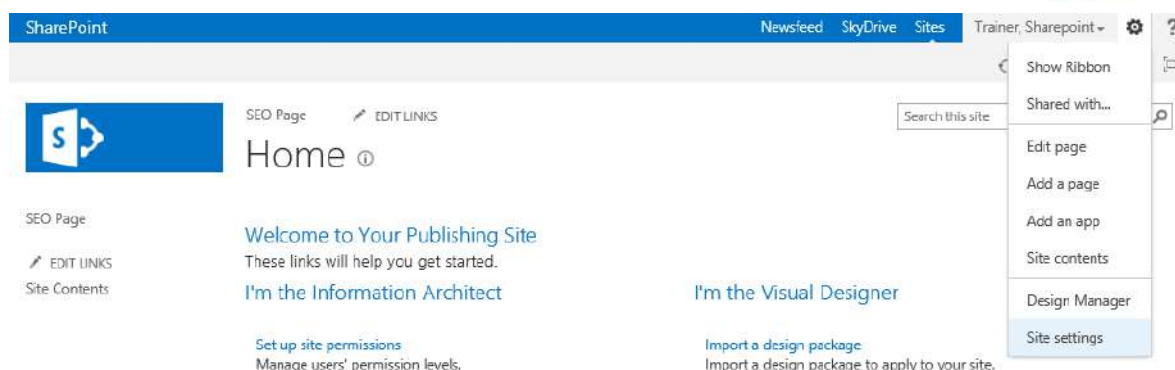 SharePoint
Newsfeed SkyDrive Sites Trainer, Sharepoint ?
Show Ribbon
Shared with...
Edit page
Add a page
Add an app
Site contents
Design Manager
Site settings
S
SEO Page EDIT LINKS
Search this site
Home
SEO Page
EDIT LINKS
Site Contents
Welcome to Your Publishing Site
These links will help you get started.
I'm the Information Architect
I'm the Visual Designer
Set up site permissions
Manage users' permission levels.
Import a design package
Import a design package to apply to your site.